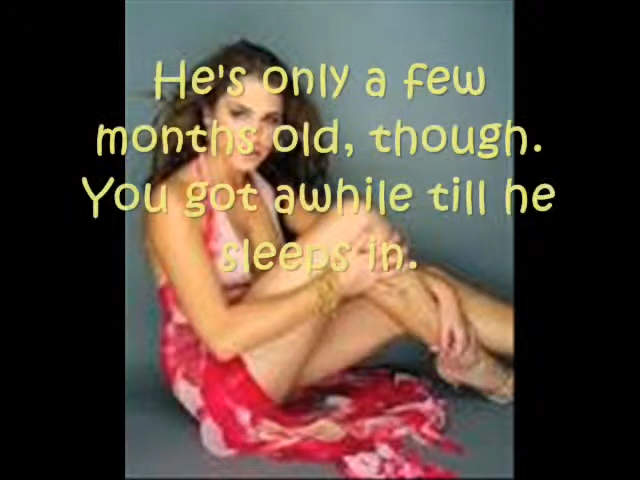 He's only a few
months old, though.
You got awhile till he
sleeps in.